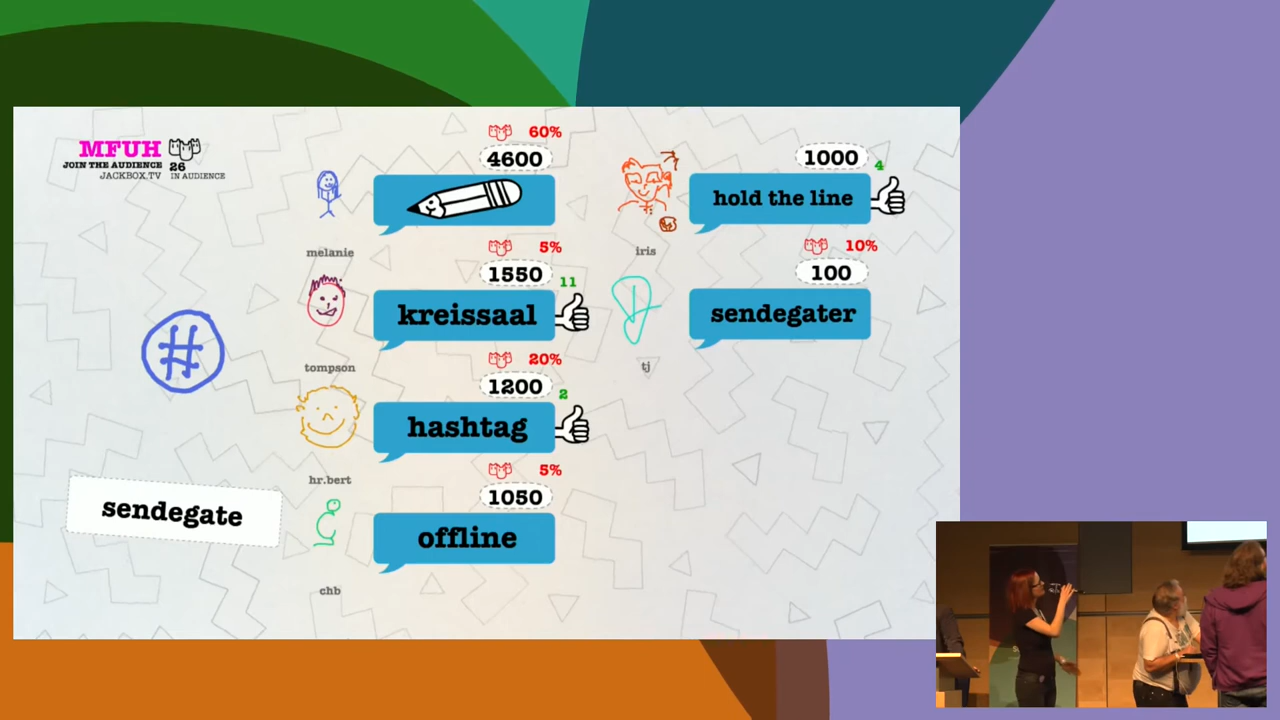 MFUH
JOIN THE AUDIENCE
JACKBOX.TV
26
IN AUDIENCE
#
sendegate
60%
4600
melanie
5%
1550
11
kreissaal
tompson
20%
1200
2
hashtag
hr.bert
5%
1050
offline
chb
1000
4
hold the line
iris
10%
100
sendegater
tj